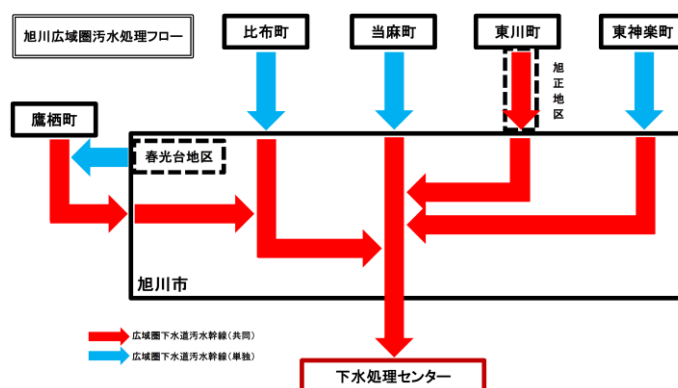 旭川広域圏汚水処理フロー
比布町
当麻町
東川町
東神楽町
旭正地区
鷹栖町
春光台地区
旭川市
広域圏下水道汚水幹線(共同)
広域圏下水道汚水幹線(単独)
下水処理センター